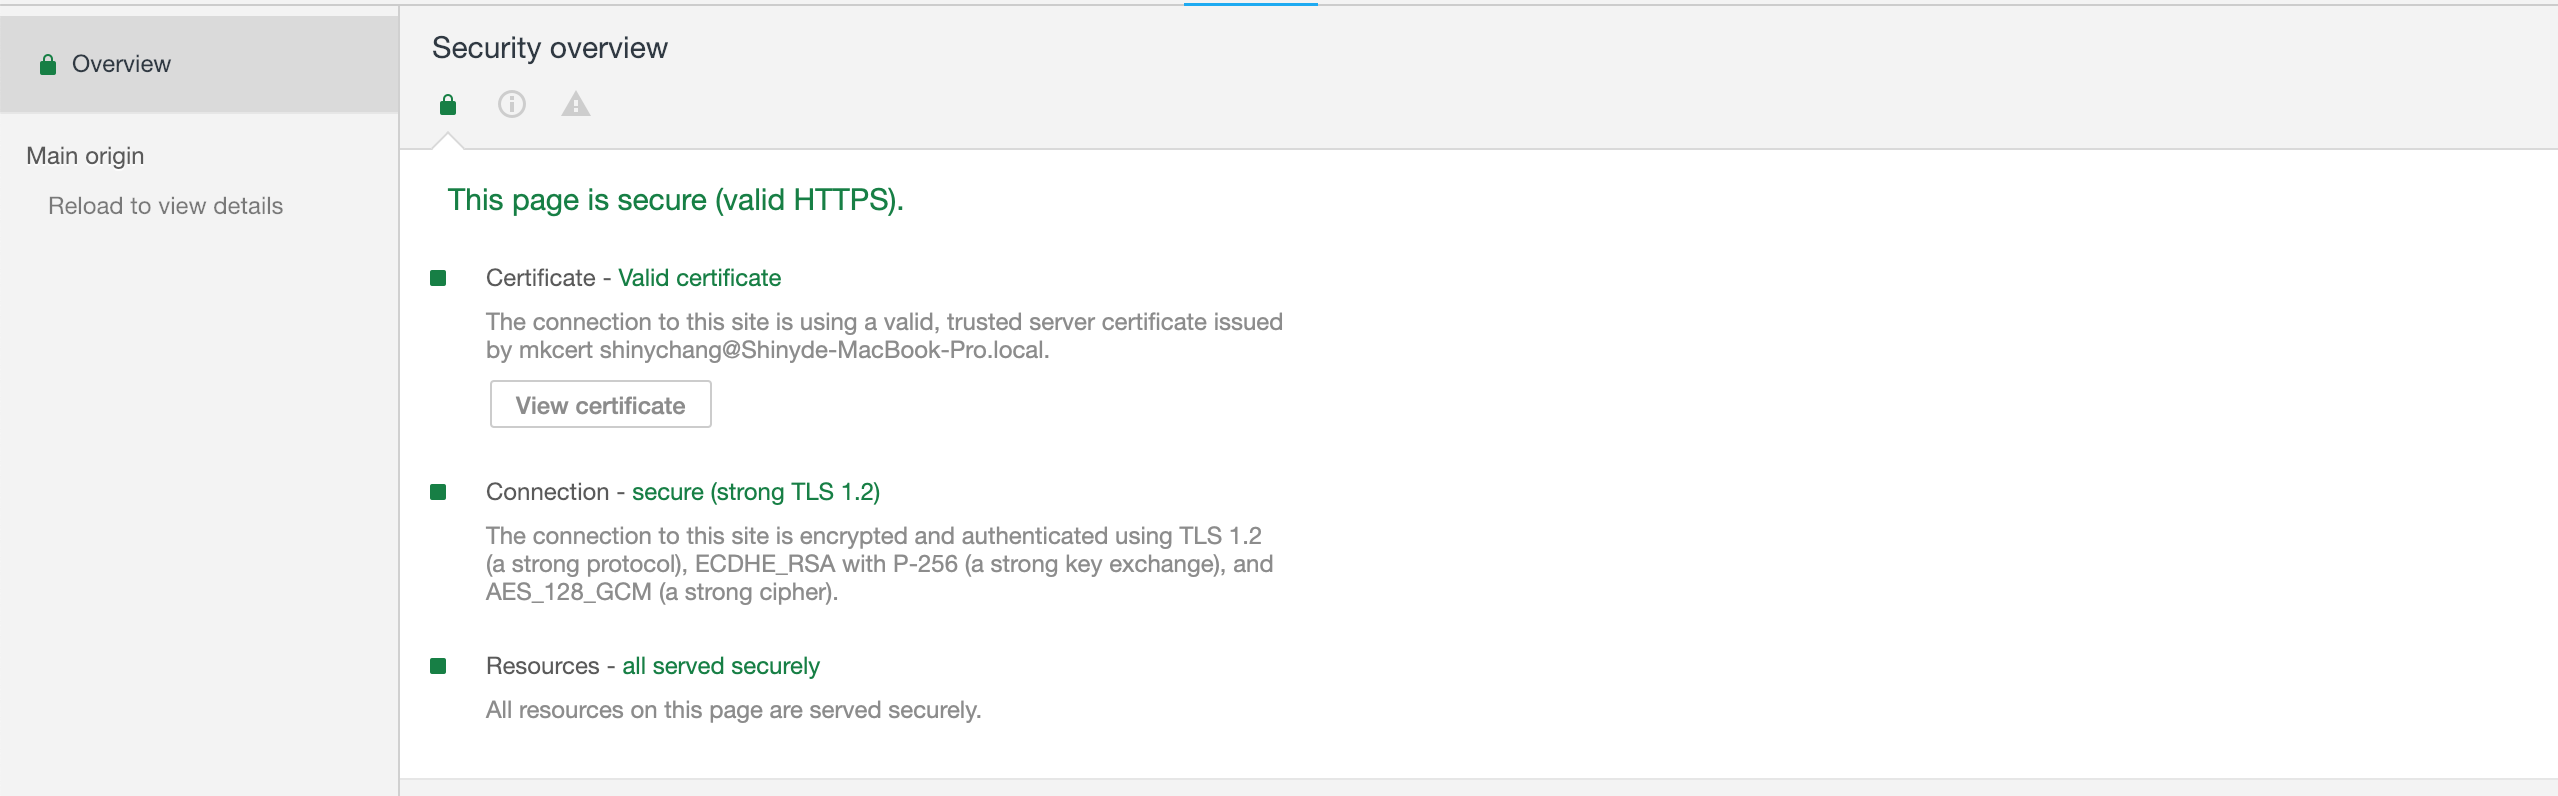 Overview
Main origin
Reload to view details
Security overview
This page is secure (valid HTTPS).
Certificate - Valid certificate
The connection to this site is using a valid, trusted server certificate issued
by mkcert shinychang@Shinyde-MacBook-Pro.local.
View certificate
Connection - secure (strong TLS 1.2)
The connection to this site is encrypted and authenticated using TLS 1.2
(a strong protocol), ECDHE_RSA with P-256 (a strong key exchange), and
AES_128_GCM (a strong cipher).
Resources - all served securely
All resources on this page are served securely.